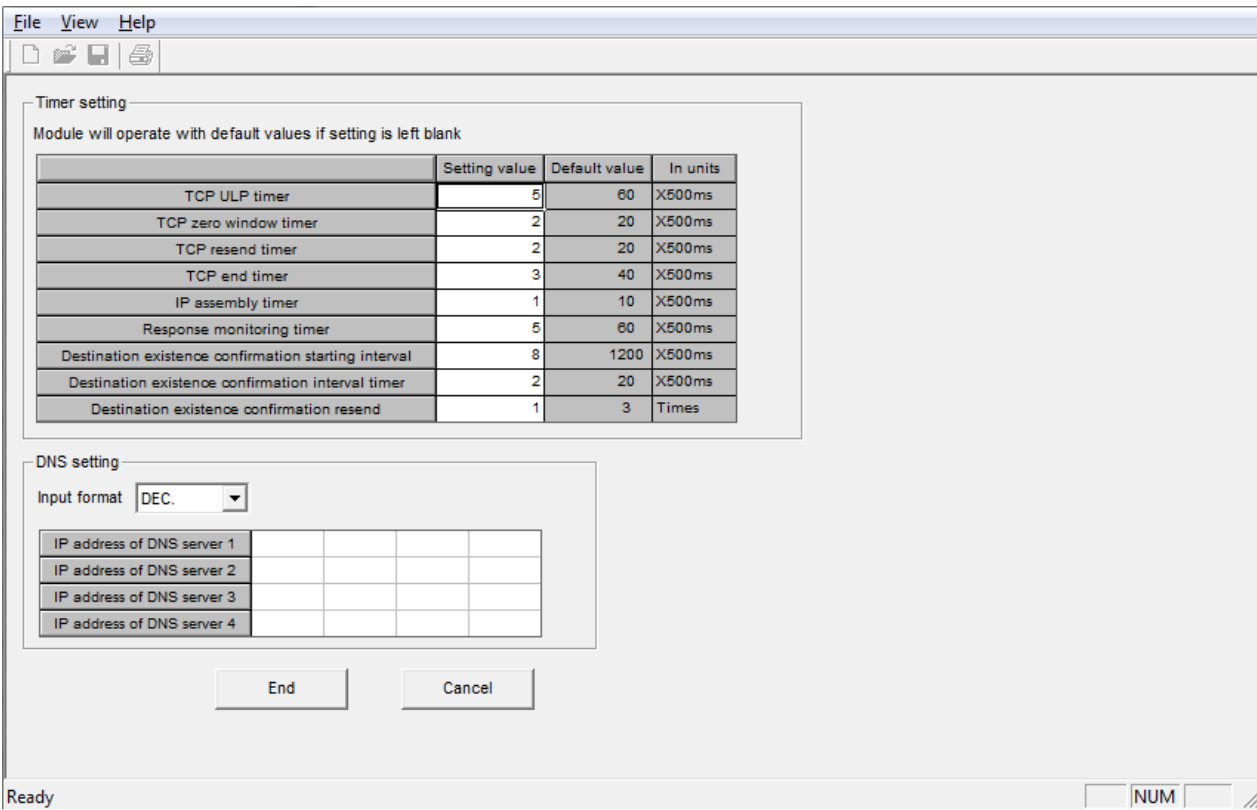 File View Help
Timer setting
Module will operate with default values if setting is left blank
Setting value Default value In units
TCP ULP timer 5 60 X500ms
TCP zero window timer 2 20 X500ms
TCP resend timer 2 20 X500ms
TCP end timer 3 40 X500ms
IP assembly timer 1 10 X500ms
Response monitoring timer 5 60 X500ms
Destination existence confirmation starting interval 8 1200 X500ms
Destination existence confirmation interval timer 2 20 X500ms
Destination existence confirmation resend 1 3 Times
DNS setting
Input format DEC.
IP address of DNS server 1
IP address of DNS server 2
IP address of DNS server 3
IP address of DNS server 4
End Cancel
Ready NUM